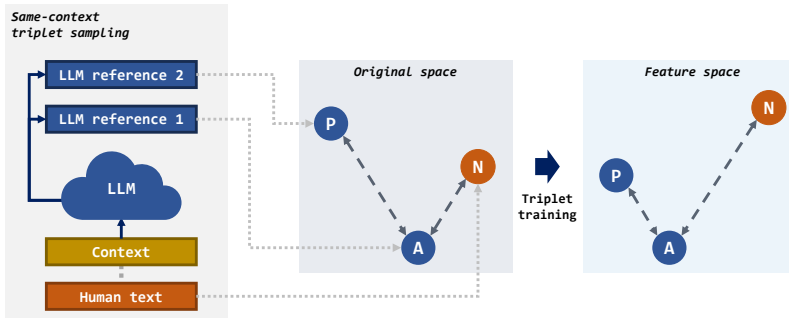 Same-context
triplet sampling
LLM reference 2
LLM reference 1
LLM
Context
Human text
Original space
P
N
A
Triplet
training
Feature space
N
P
A